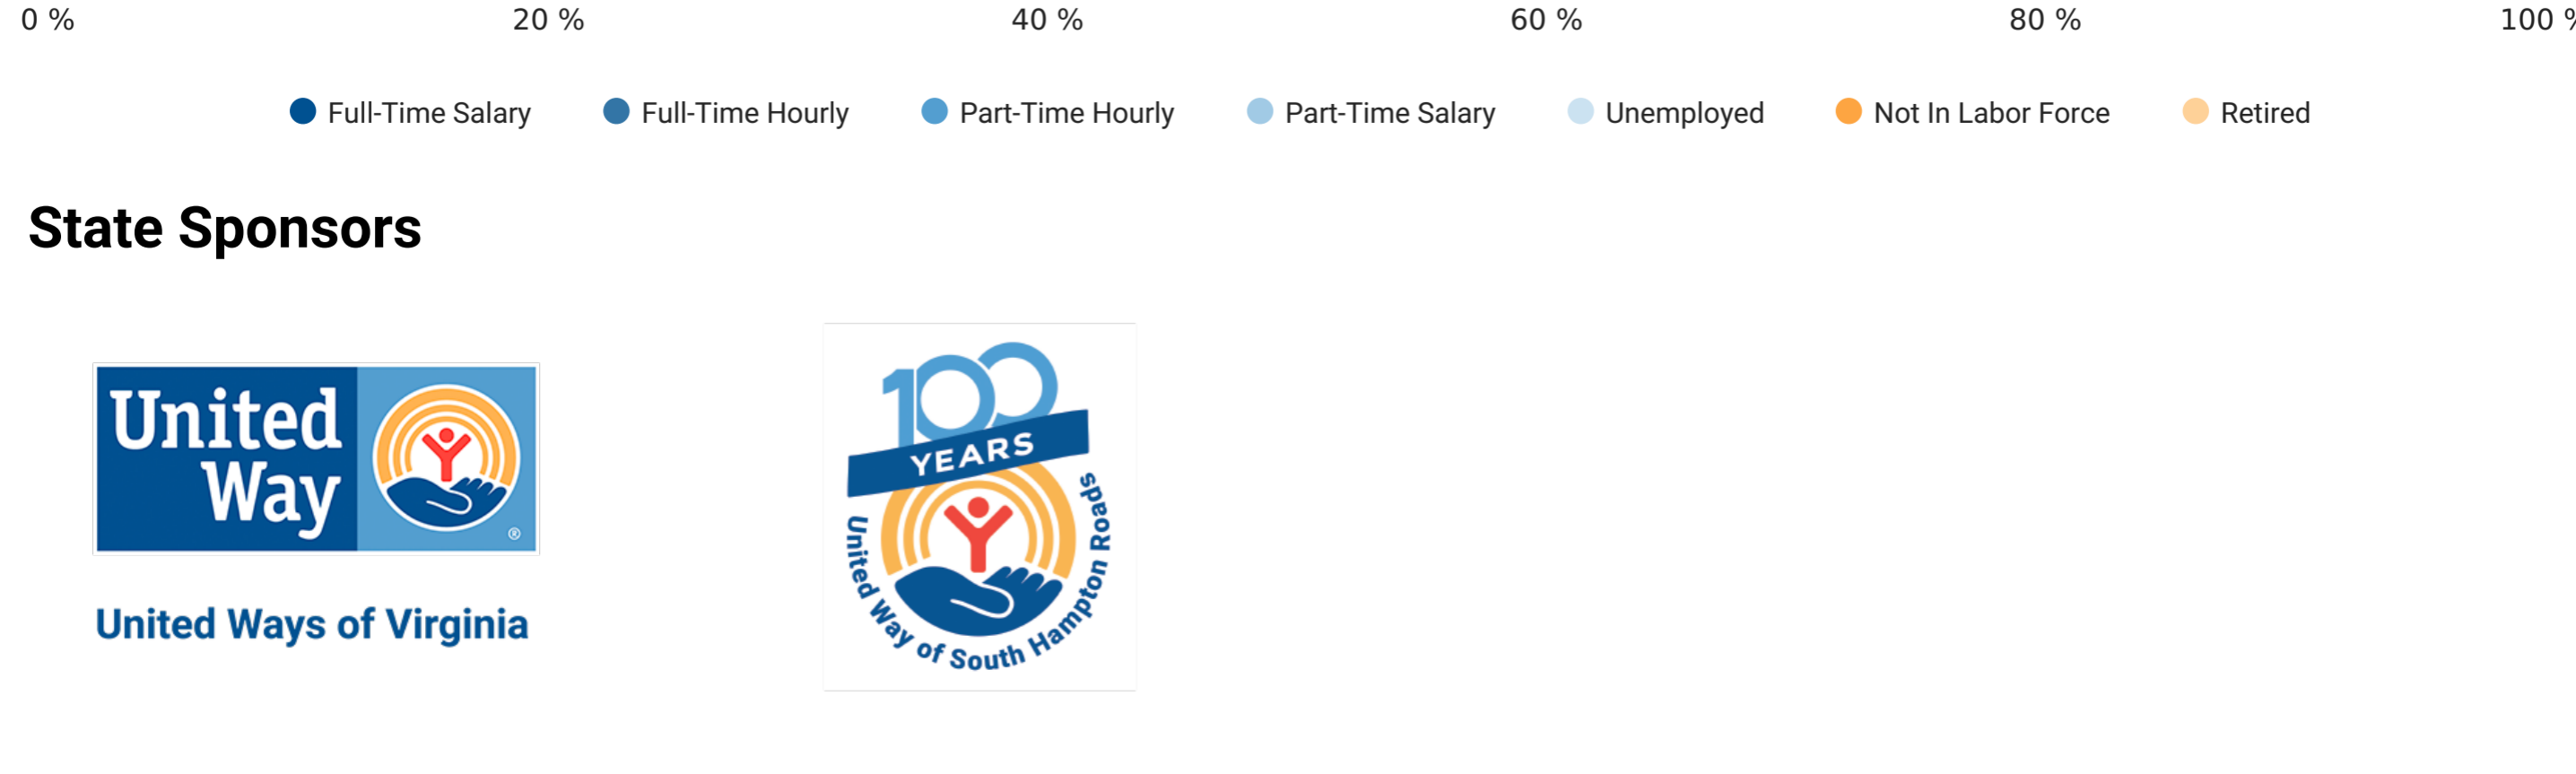 0 % 20 % 40 % 60 % 80 % 100 %
Full-Time Salary Full-Time Hourly Part-Time Hourly Part-Time Salary Unemployed Not In Labor Force Retired
State Sponsors
United
Way
®
United Ways of Virginia
100
YEARS
United Way of South Hampton Roads